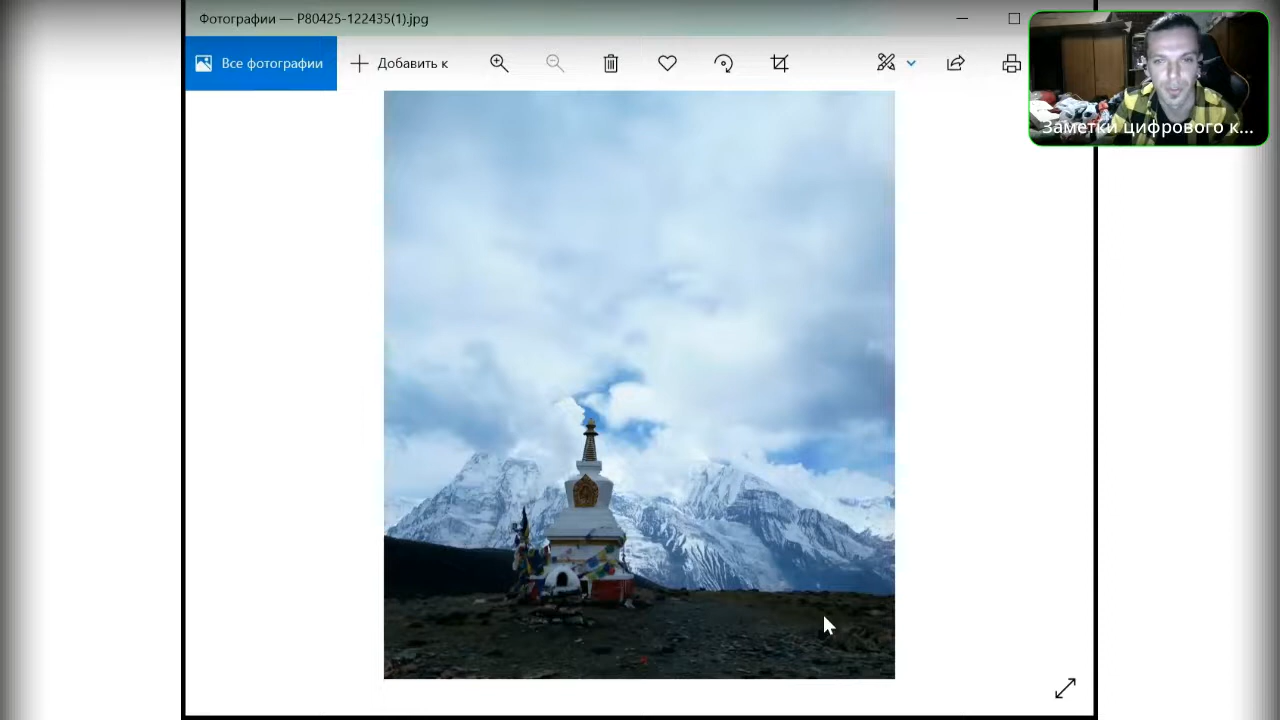 Фотографии — P80425-122435(1).jpg
Все фотографии
Добавить к
Заметки цифрового к...